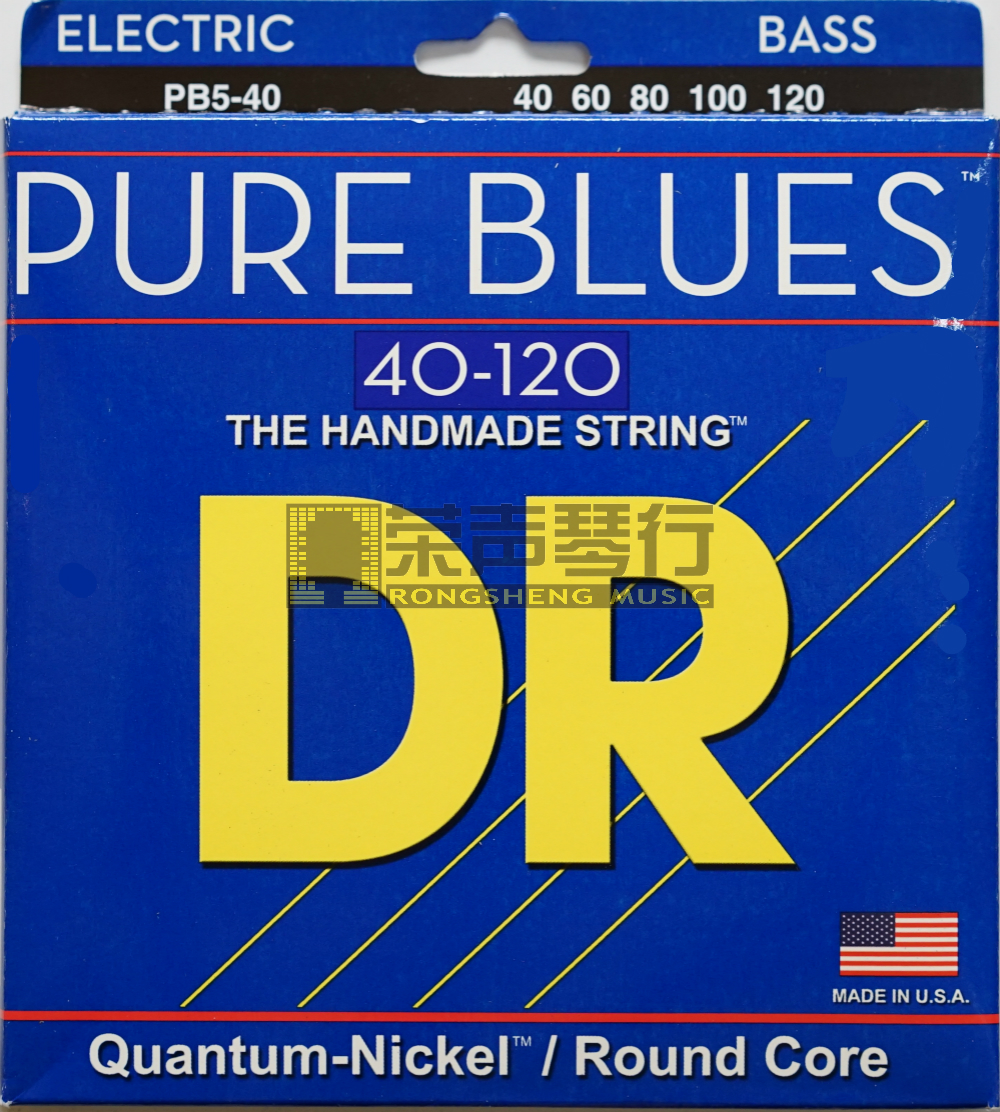 ELECTRIC BASS
PB5-40 40 60 80 100 120
PURE BLUES™
40-120
THE HANDMADE STRING™
DR
荣声琴行
RONGSHENG MUSIC
MADE IN U.S.A.
Quantum-Nickel™ / Round Core